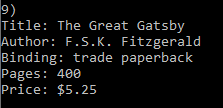 9)
Title: The Great Gatsby
Author: F.S.K. Fitzgerald
Binding: trade paperback
Pages: 400
Price: $5.25